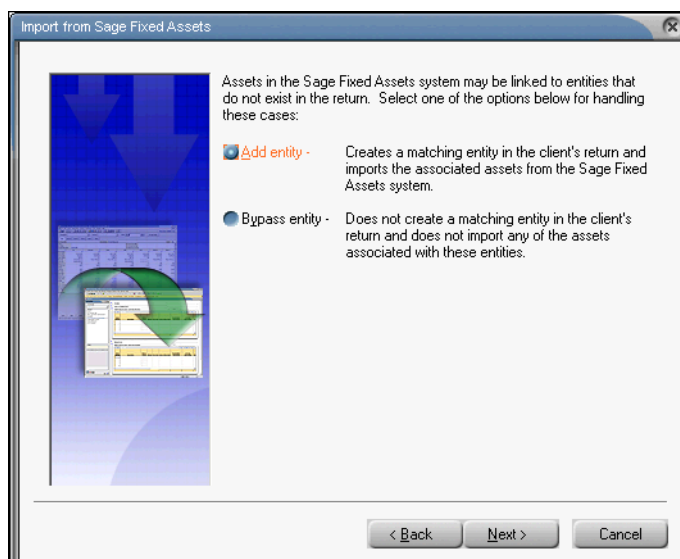 Import from Sage Fixed Assets
Assets in the Sage Fixed Assets system may be linked to entities that
do not exist in the return. Select one of the options below for handling
these cases:
Add entity - Creates a matching entity in the client's return and
imports the associated assets from the Sage Fixed
Assets system.
Bypass entity - Does not create a matching entity in the client's
return and does not import any of the assets
associated with these entities.
< Back Next > Cancel